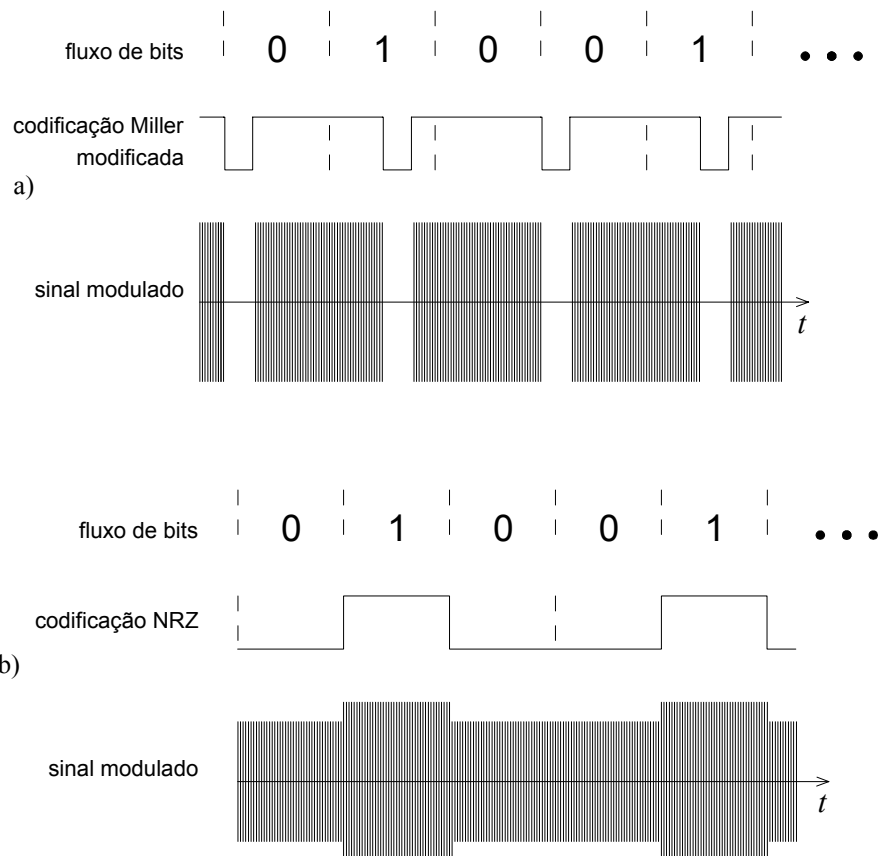 fluxo de bits 0 1 0 0 1 • • •
codificação Miller
modificada
a)
sinal modulado
t
fluxo de bits 0 1 0 0 1 • • •
codificação NRZ
b)
sinal modulado
t